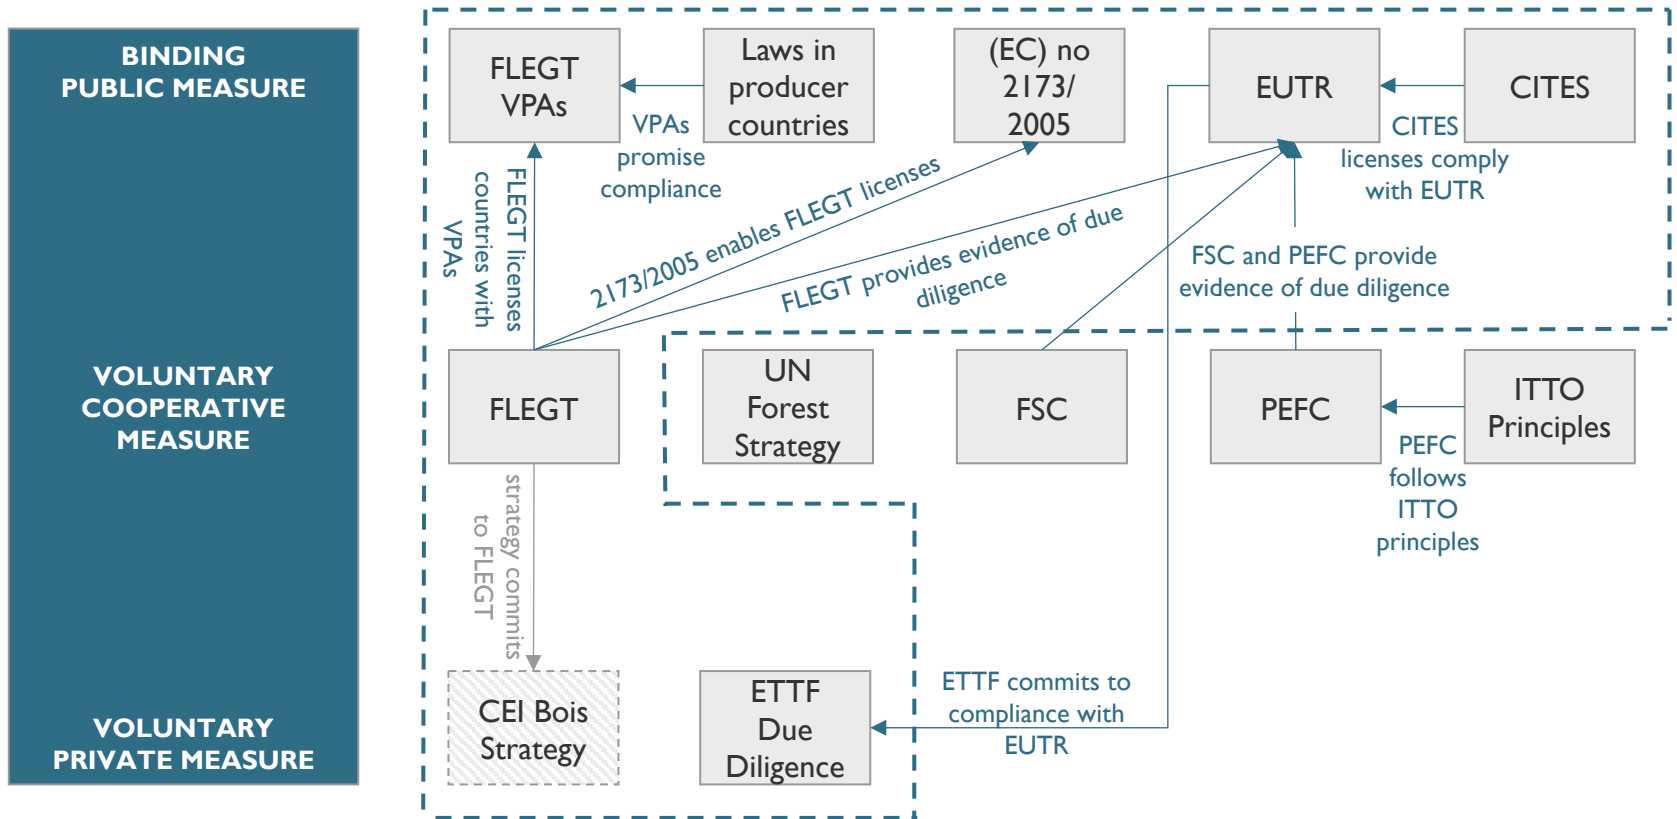 BINDING
PUBLIC MEASURE
FLEGT
VPAs
Laws in
producer
countries
(EC) no
2173/
2005
EUTR
CITES
VPAs
promise
compliance
CITES
licenses comply
with EUTR
FLEGT licenses
countries with
VPAs
2173/2005 enables FLEGT licenses
FLEGT provides evidence of due
diligence
FSC and PEFC provide
evidence of due diligence
VOLUNTARY
COOPERATIVE
MEASURE
FLEGT
UN
Forest
Strategy
FSC
PEFC
ITTO
Principles
PEFC
follows
ITTO
principles
strategy commits
to FLEGT
VOLUNTARY
PRIVATE MEASURE
CEI Bois
Strategy
ETTF
Due
Diligence
ETTF commits to
compliance with
EUTR